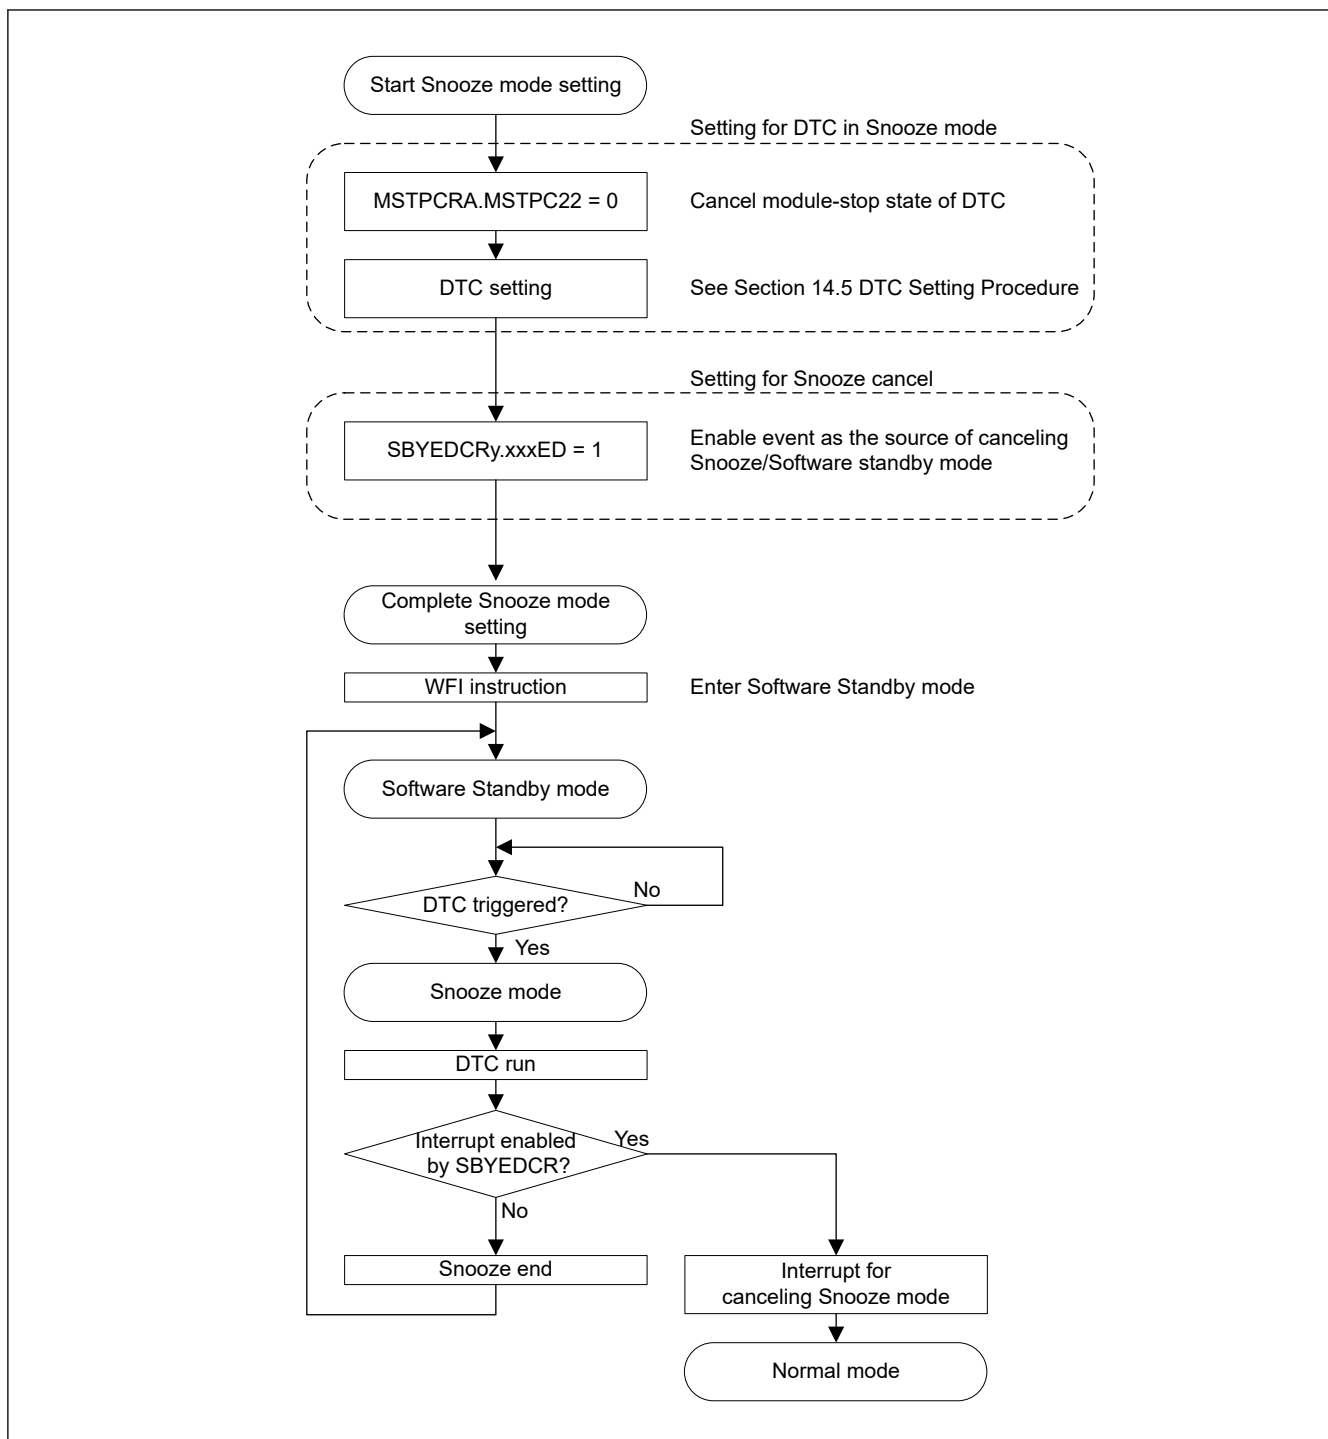 Start Snooze mode setting
Setting for DTC in Snooze mode
MSTPCRA.MSTPC22 = 0
Cancel module-stop state of DTC
DTC setting
See Section 14.5 DTC Setting Procedure
Setting for Snooze cancel
SBYEDCRy.xxxED = 1
Enable event as the source of canceling
Snooze/Software standby mode
Complete Snooze mode
setting
WFI instruction
Enter Software Standby mode
Software Standby mode
No
DTC triggered?
Yes
Snooze mode
DTC run
Interrupt enabled
by SBYEDCR?
Yes
No
Snooze end
Interrupt for
canceling Snooze mode
Normal mode